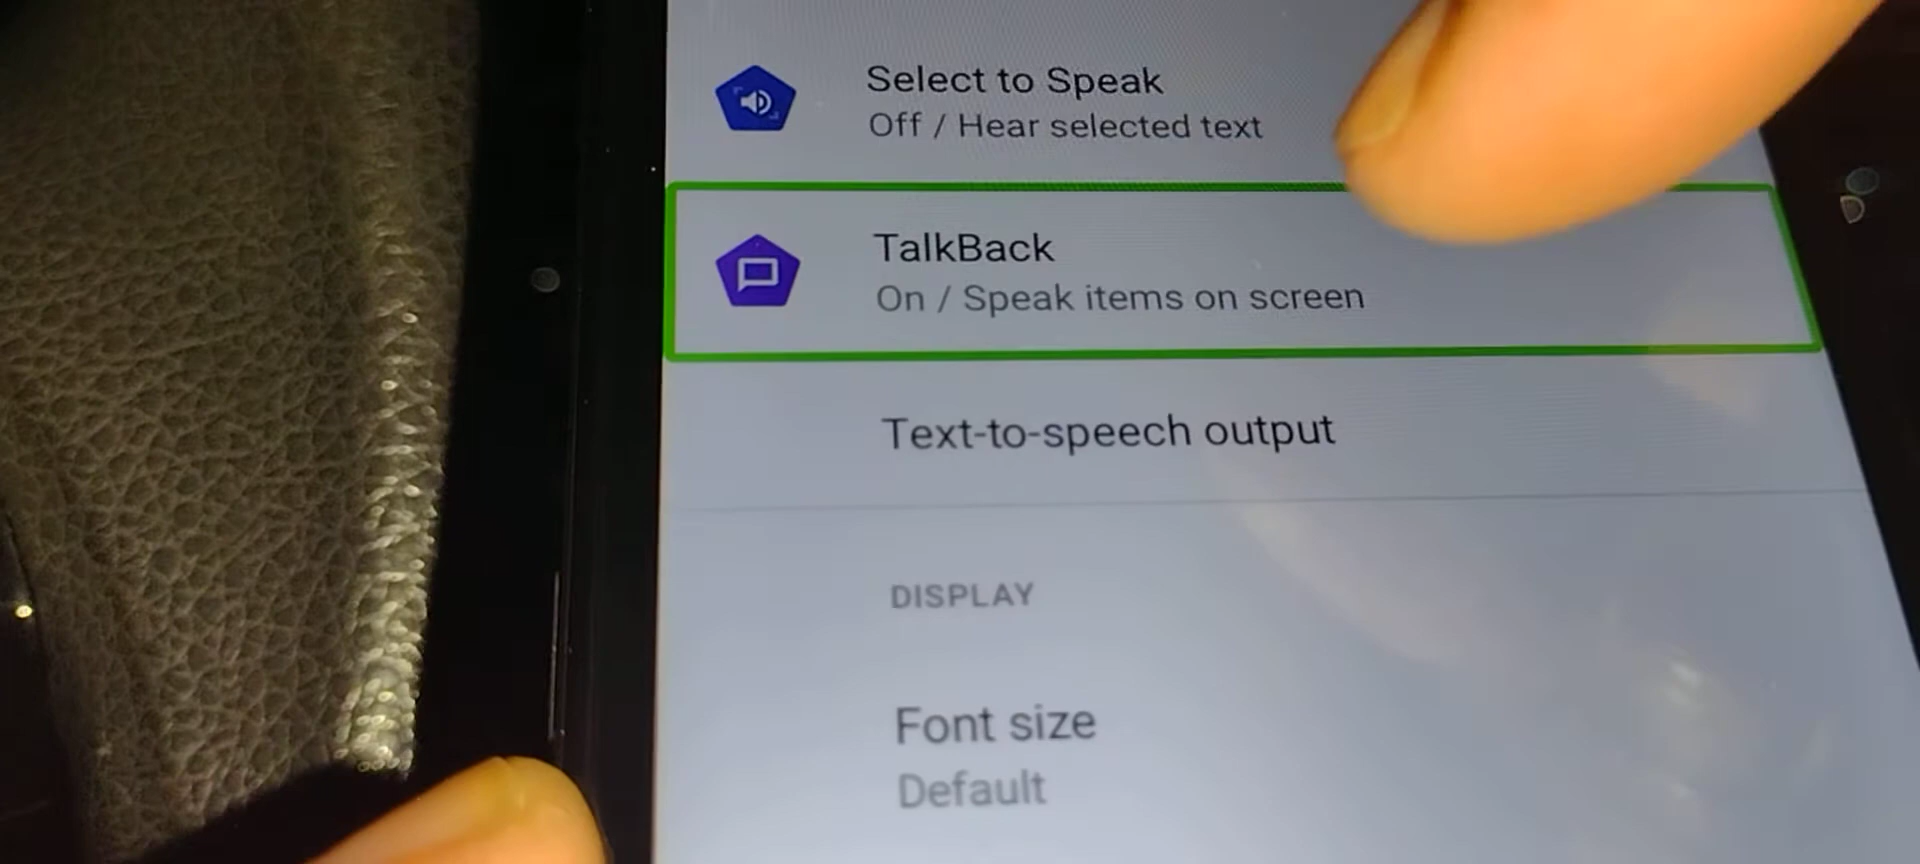 Select to Speak
Off / Hear selected text
TalkBack
On / Speak items on screen
Text-to-speech output
DISPLAY
Font size
Default